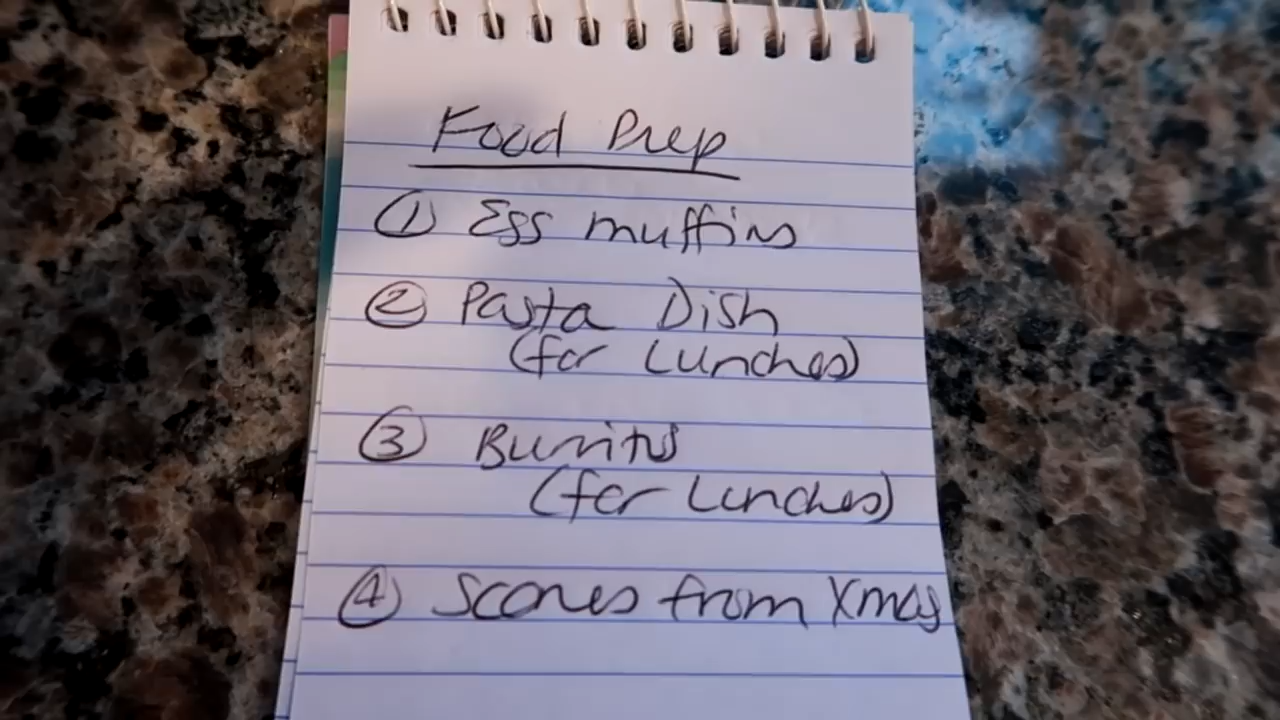 Food Prep
① Egg muffins
② Pasta Dish
(for Lunches)
③ Burritos
(for Lunches)
④ Scones from Xmas